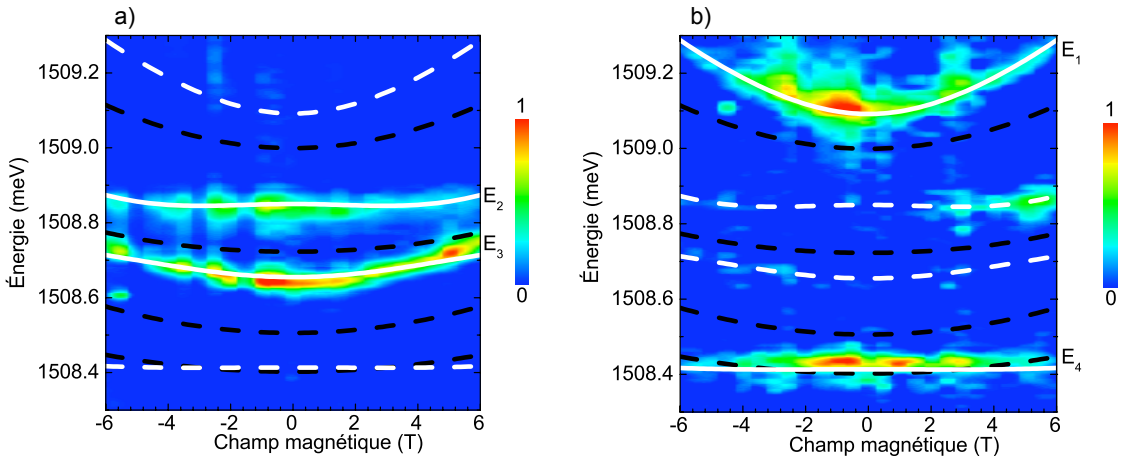 a)
b)
1509.2
1509.0
1508.8
1508.6
1508.4
Énergie (meV)
-6 -4 -2 0 2 4 6
Champ magnétique (T)
E2
E3
1
0
1509.2
1509.0
1508.8
1508.6
1508.4
Énergie (meV)
-6 -4 -2 0 2 4 6
Champ magnétique (T)
E1
E4
1
0